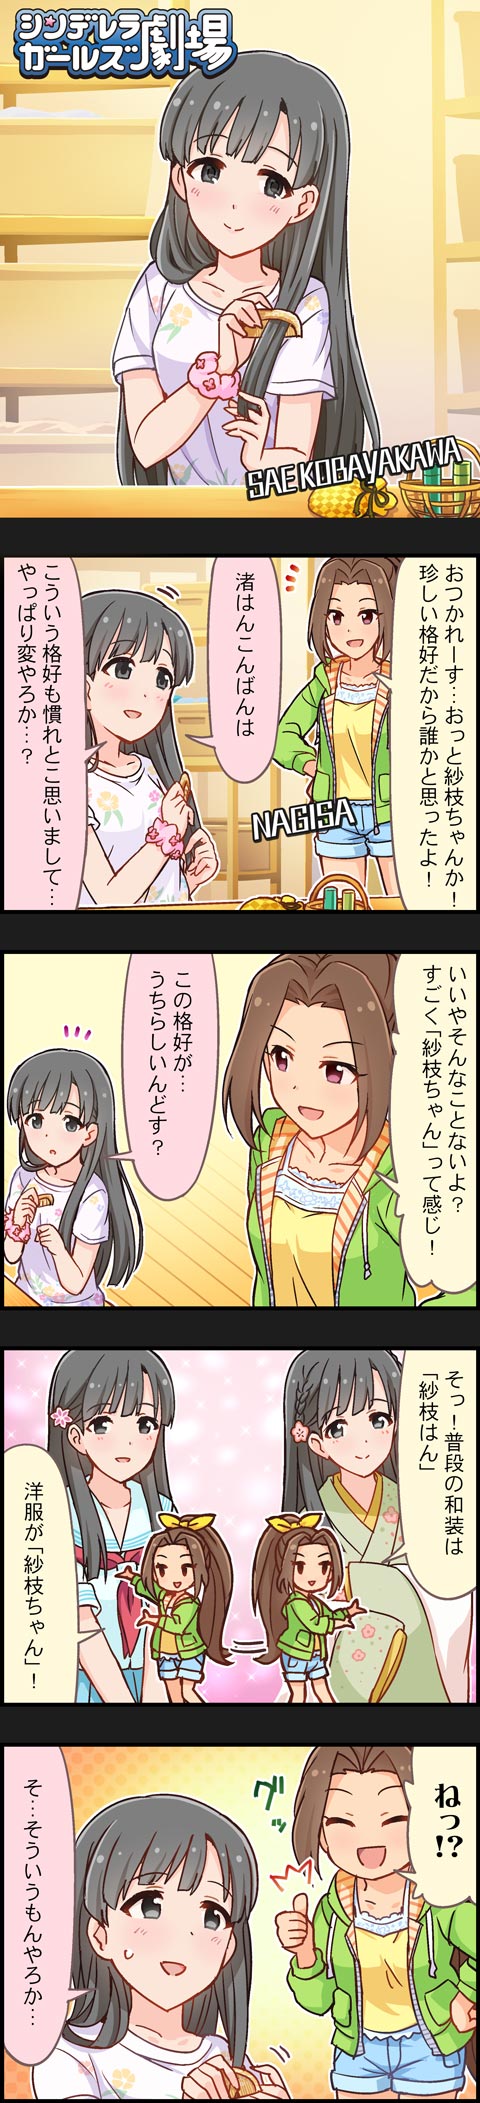 シンデレラ
ガールズ劇場
SAE KOBAYAKAWA
おつかれーす…おっと紗枝ちゃんか！
珍しい格好だから誰かと思ったよ！
渚はんこんばんは
こういう格好も慣れとこ思いまして…
やっぱり変やろか…？
NAGISA
いいやそんなことないよ？
すごく「紗枝ちゃん」って感じ！
この格好が…
うちらしいんどす？
そっ！普段の和装は
「紗枝はん」
洋服が「紗枝ちゃん」！
ねっ!?
グッ
そ…そういうもんやろか…